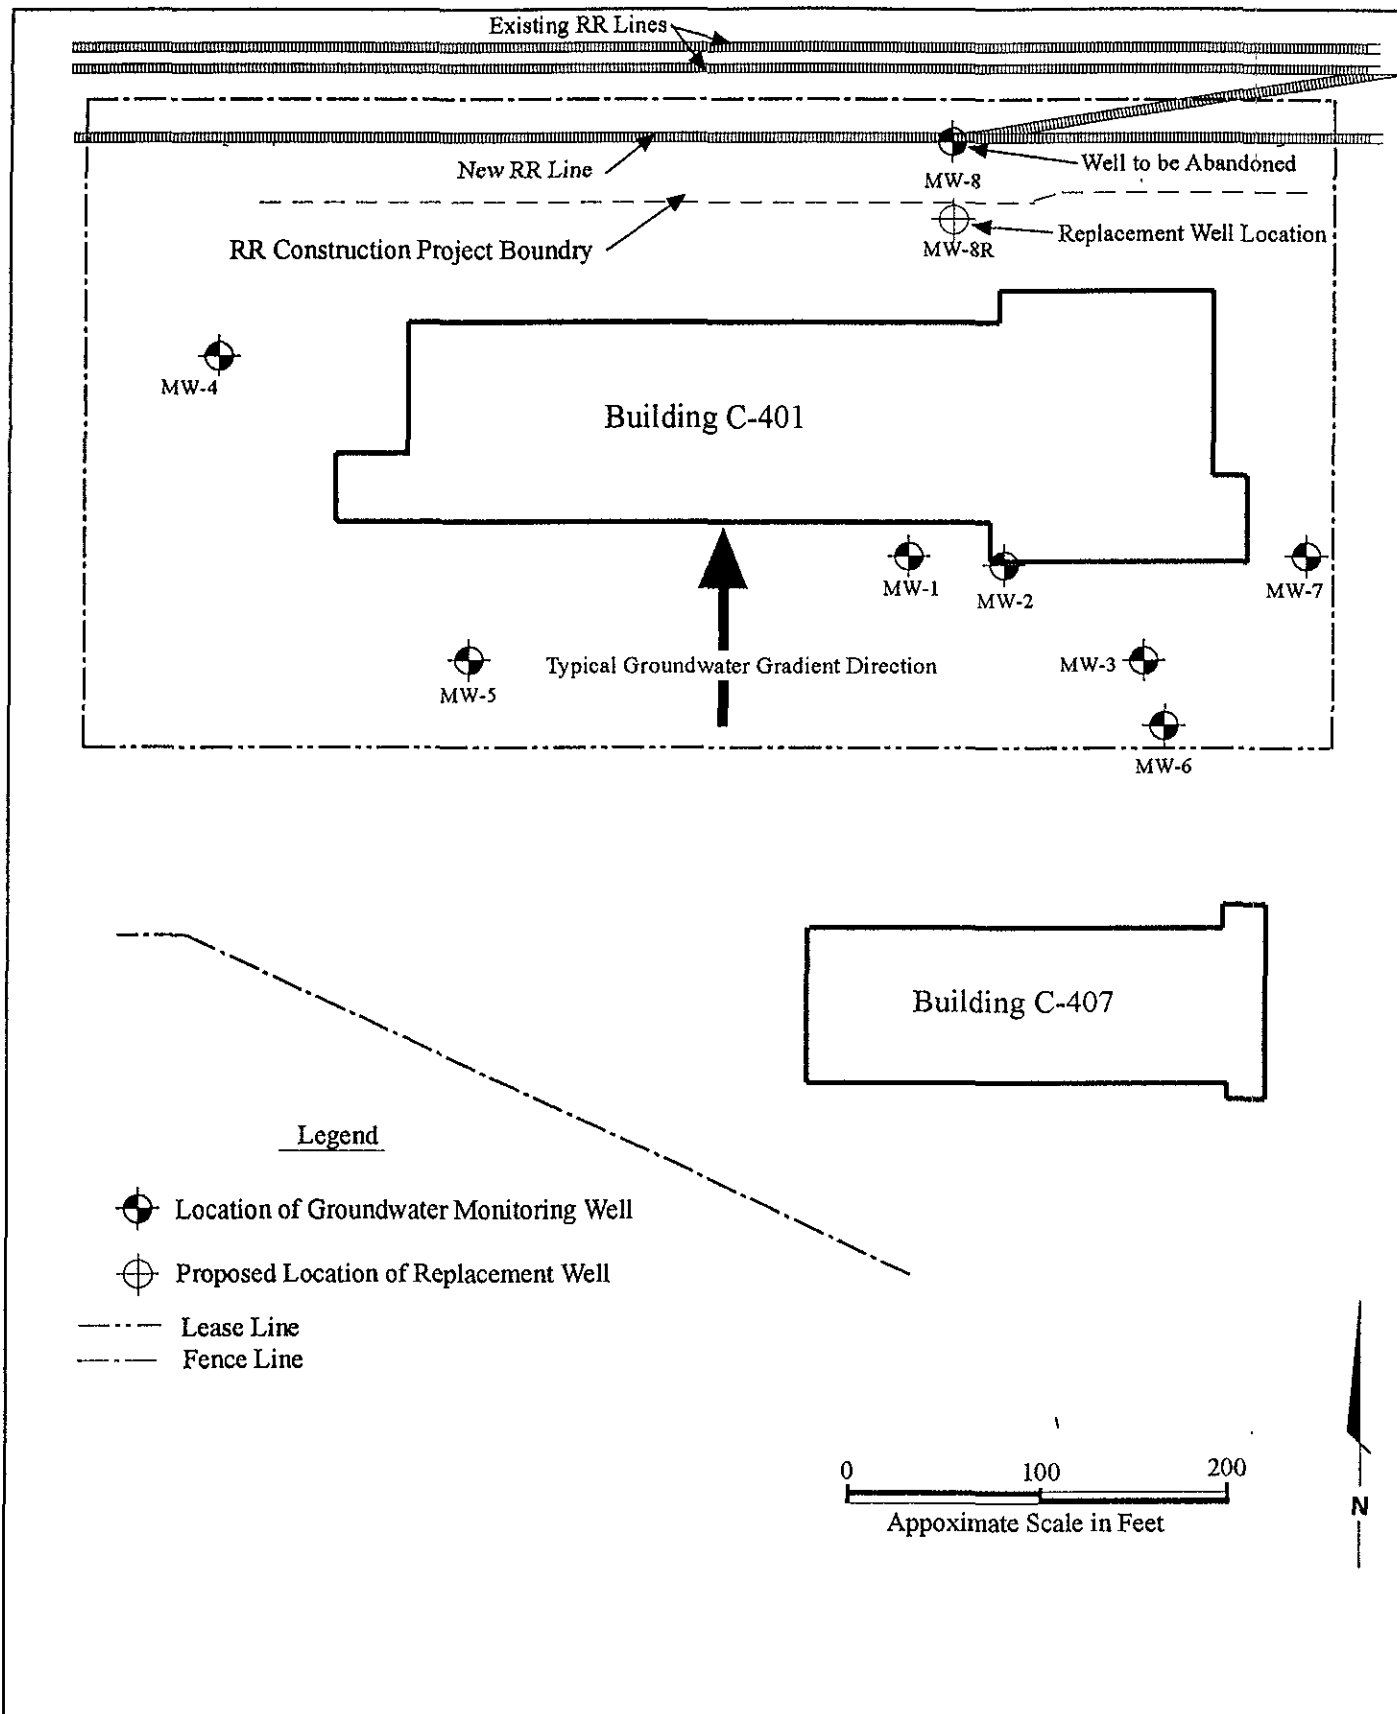 Existing RR Lines
New RR Line
MW-8
Well to be Abandoned
RR Construction Project Boundry
MW-8R
Replacement Well Location
MW-4
Building C-401
MW-1
MW-2
MW-7
MW-5
Typical Groundwater Gradient Direction
MW-3
MW-6
Building C-407
Legend
Location of Groundwater Monitoring Well
Proposed Location of Replacement Well
Lease Line
Fence Line
0 100 200
Appoximate Scale in Feet
N